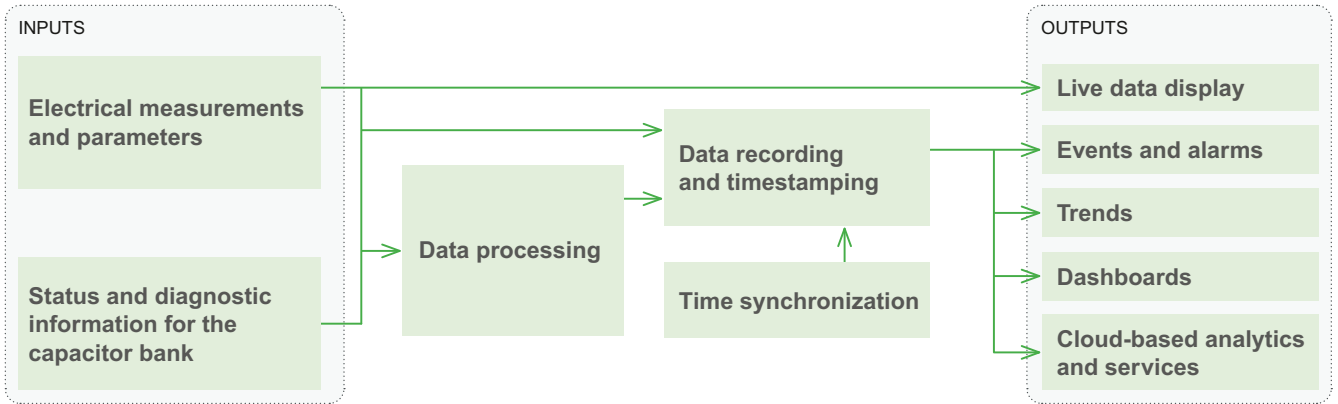 INPUTS
Electrical measurements
and parameters
Status and diagnostic
information for the
capacitor bank
Data processing
Data recording
and timestamping
Time synchronization
OUTPUTS
Live data display
Events and alarms
Trends
Dashboards
Cloud-based analytics
and services